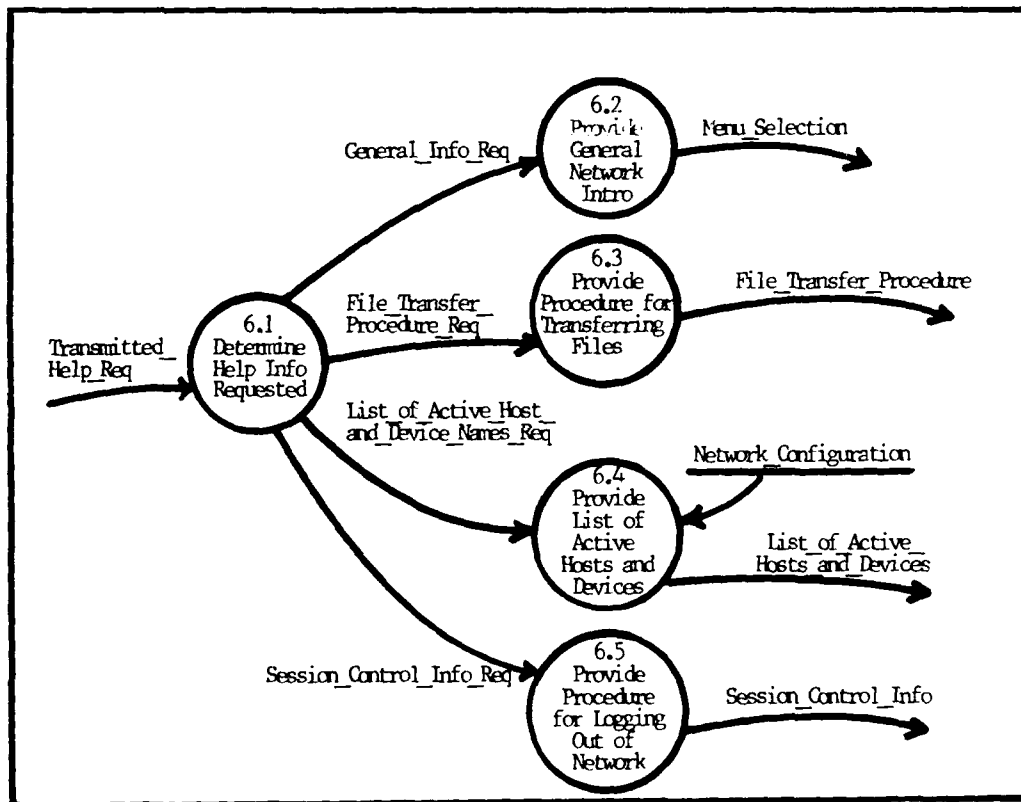 6.2
Provide
General
Network
Intro
Menu_Selection
General_Info_Req
6.3
Provide
Procedure for
Transferring
Files
File_Transfer_Procedure
File_Transfer_
Procedure_Req
6.1
Determine
Help Info
Requested
Transmitted_
Help_Req
List_of_Active_Host_
and_Device_Names_Req
Network_Configuration
6.4
Provide
List of
Active
Hosts and
Devices
List_of_Active_
Hosts_and_Devices
Session_Control_Info_Req
6.5
Provide
Procedure
for Logging
Out of
Network
Session_Control_Info